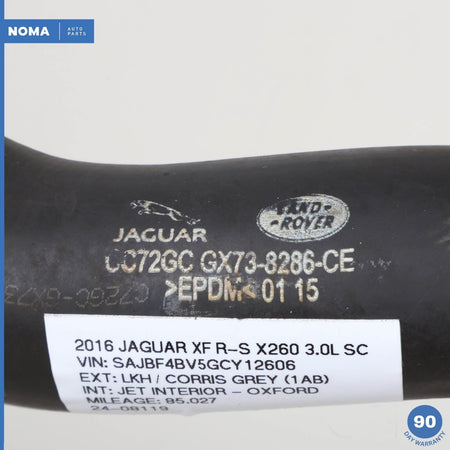 NOMA AUTO PARTS
JAGUAR
LAND-ROVER
CC72GC GX73-8286-CE
>EPDM< 01 15
2016 JAGUAR XF R-S X260 3.0L SC
VIN: SAJBF4BV5GCY12606
EXT: LKH / CORRIS GREY (1AB)
INT: JET INTERIOR - OXFORD
MILEAGE: 95,027
24-08119
90
DAY WARRANTY